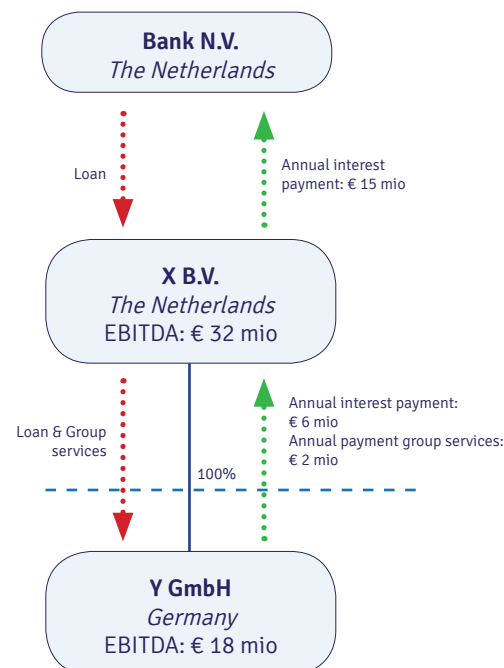 Bank N.V.
The Netherlands
Loan
Annual interest
payment: € 15 mio
X B.V.
The Netherlands
EBITDA: € 32 mio
Loan & Group
services
Annual interest payment:
€ 6 mio
Annual payment group services:
€ 2 mio
100%
Y GmbH
Germany
EBITDA: € 18 mio